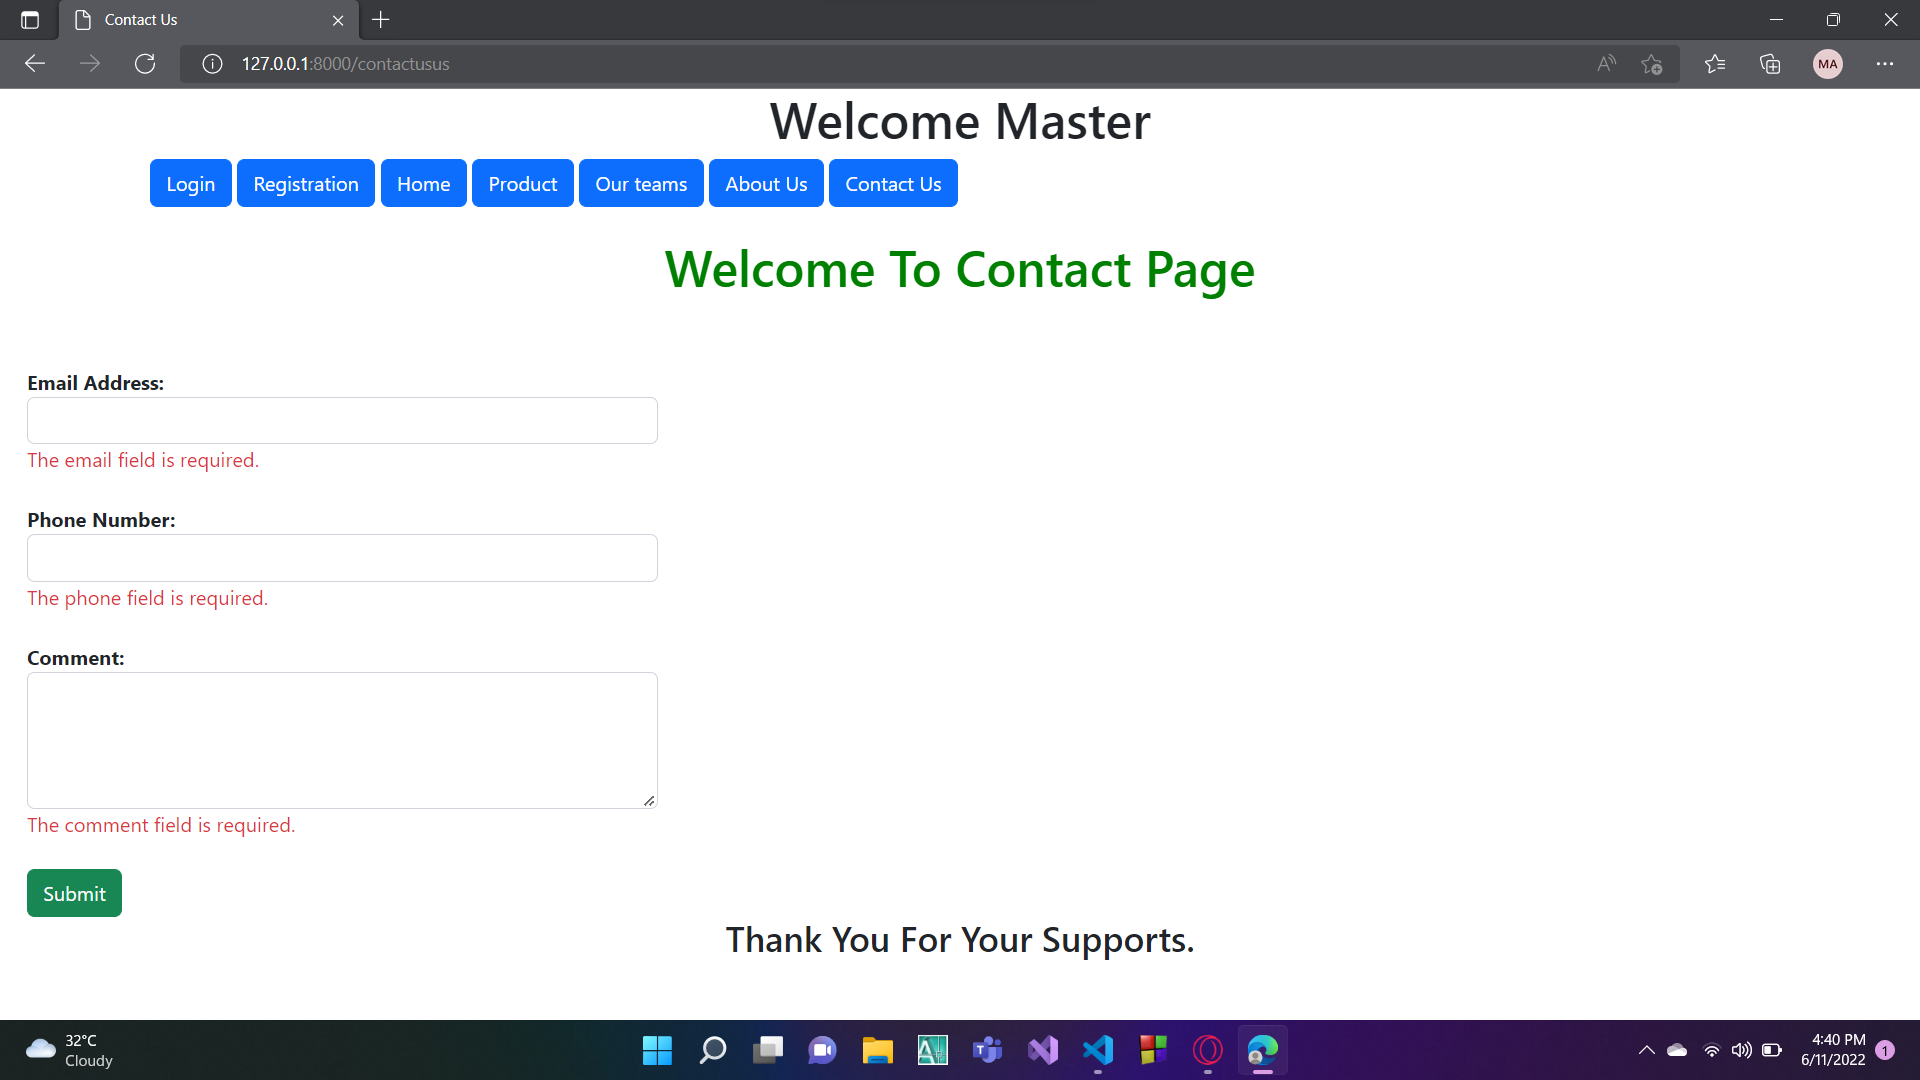 Contact Us
127.0.0.1:8000/contactusus
MA
Welcome Master
Login Registration Home Product Our teams About Us Contact Us
Welcome To Contact Page
Email Address:
The email field is required.
Phone Number:
The phone field is required.
Comment:
The comment field is required.
Submit
Thank You For Your Supports.
32°C
Cloudy
4:40 PM
6/11/2022
1